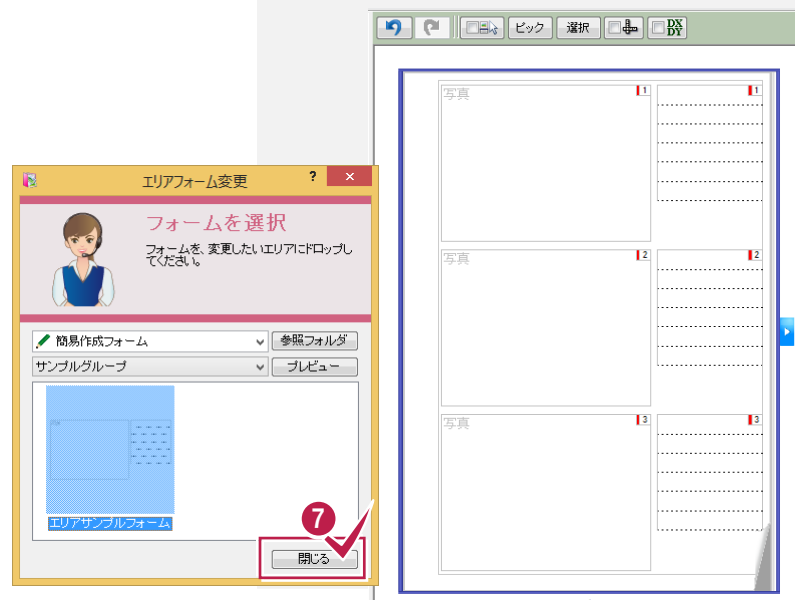 ピック
選択
DX
DY
写真
1
1
写真
2
2
写真
3
3
エリアフォーム変更
?
×
フォームを選択
フォームを、変更したいエリアにドロップし
てください。
簡易作成フォーム
参照フォルダ
サンプルグループ
プレビュー
エリアサンプルフォーム
7
閉じる